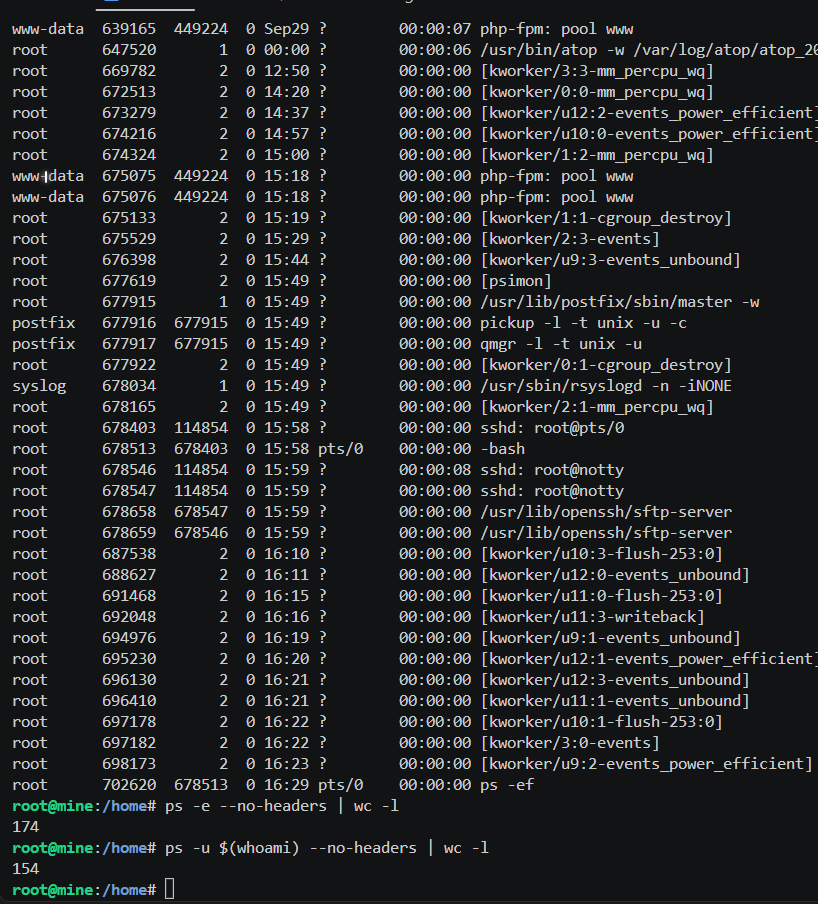 www-data  639165  449224  0 Sep29 ?        00:00:07 php-fpm: pool www
root      647520       1  0 00:00 ?        00:00:06 /usr/bin/atop -w /var/log/atop/atop_20
root      669782       2  0 12:50 ?        00:00:00 [kworker/3:3-mm_percpu_wq]
root      672513       2  0 14:20 ?        00:00:00 [kworker/0:0-mm_percpu_wq]
root      673279       2  0 14:37 ?        00:00:00 [kworker/u12:2-events_power_efficient]
root      674216       2  0 14:57 ?        00:00:00 [kworker/u10:0-events_power_efficient]
root      674324       2  0 15:00 ?        00:00:00 [kworker/1:2-mm_percpu_wq]
www-data  675075  449224  0 15:18 ?        00:00:00 php-fpm: pool www
www-data  675076  449224  0 15:18 ?        00:00:00 php-fpm: pool www
root      675133       2  0 15:19 ?        00:00:00 [kworker/1:1-cgroup_destroy]
root      675529       2  0 15:29 ?        00:00:00 [kworker/2:3-events]
root      676398       2  0 15:44 ?        00:00:00 [kworker/u9:3-events_unbound]
root      677619       2  0 15:49 ?        00:00:00 [psimon]
root      677915       1  0 15:49 ?        00:00:00 /usr/lib/postfix/sbin/master -w
postfix   677916  677915  0 15:49 ?        00:00:00 pickup -l -t unix -u -c
postfix   677917  677915  0 15:49 ?        00:00:00 qmgr -l -t unix -u
root      677922       2  0 15:49 ?        00:00:00 [kworker/0:1-cgroup_destroy]
syslog    678034       1  0 15:49 ?        00:00:00 /usr/sbin/rsyslogd -n -iNONE
root      678165       2  0 15:49 ?        00:00:00 [kworker/2:1-mm_percpu_wq]
root      678403  114854  0 15:58 ?        00:00:00 sshd: root@pts/0
root      678513  678403  0 15:58 pts/0    00:00:00 -bash
root      678546  114854  0 15:59 ?        00:00:08 sshd: root@notty
root      678547  114854  0 15:59 ?        00:00:00 sshd: root@notty
root      678658  678547  0 15:59 ?        00:00:00 /usr/lib/openssh/sftp-server
root      678659  678546  0 15:59 ?        00:00:00 /usr/lib/openssh/sftp-server
root      687538       2  0 16:10 ?        00:00:00 [kworker/u10:3-flush-253:0]
root      688627       2  0 16:11 ?        00:00:00 [kworker/u12:0-events_unbound]
root      691468       2  0 16:15 ?        00:00:00 [kworker/u11:0-flush-253:0]
root      692048       2  0 16:16 ?        00:00:00 [kworker/u11:3-writeback]
root      694976       2  0 16:19 ?        00:00:00 [kworker/u9:1-events_unbound]
root      695230       2  0 16:20 ?        00:00:00 [kworker/u12:1-events_power_efficient]
root      696130       2  0 16:21 ?        00:00:00 [kworker/u12:3-events_unbound]
root      696410       2  0 16:21 ?        00:00:00 [kworker/u11:1-events_unbound]
root      697178       2  0 16:22 ?        00:00:00 [kworker/u10:1-flush-253:0]
root      697182       2  0 16:22 ?        00:00:00 [kworker/3:0-events]
root      698173       2  0 16:23 ?        00:00:00 [kworker/u9:2-events_power_efficient]
root      702620  678513  0 16:29 pts/0    00:00:00 ps -ef
root@mine:/home# ps -e --no-headers | wc -l
174
root@mine:/home# ps -u $(whoami) --no-headers | wc -l
154
root@mine:/home#